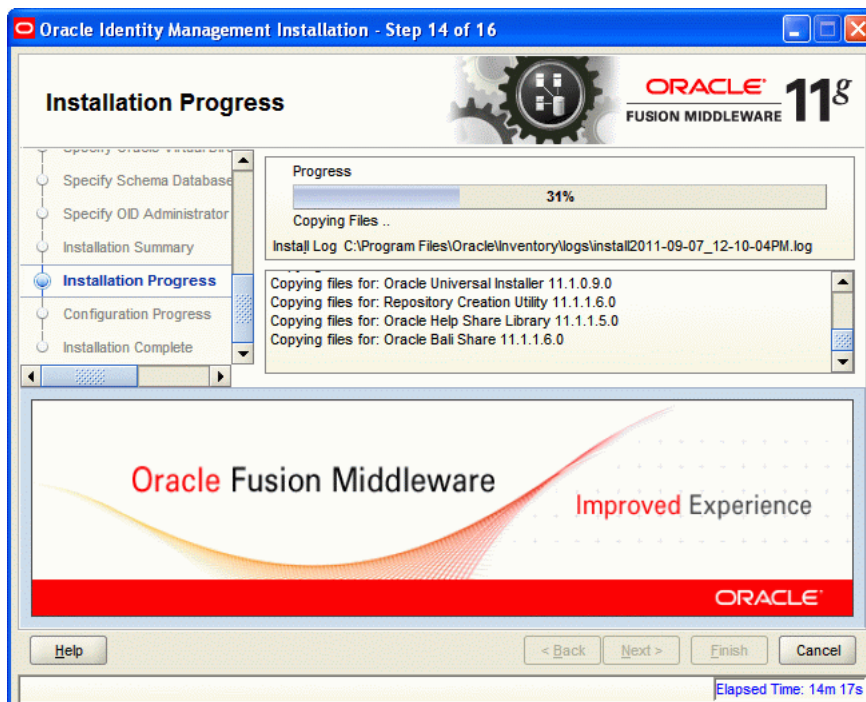 Oracle Identity Management Installation - Step 14 of 16
Installation Progress
ORACLE
FUSION MIDDLEWARE 11g
Specify Schema Database
Specify OID Administrator
Installation Summary
Installation Progress
Configuration Progress
Installation Complete
Progress
31%
Copying Files ..
Install Log C:\Program Files\Oracle\Inventory\logs\install2011-09-07_12-10-04PM.log
Copying files for: Oracle Universal Installer 11.1.0.9.0
Copying files for: Repository Creation Utility 11.1.1.6.0
Copying files for: Oracle Help Share Library 11.1.1.5.0
Copying files for: Oracle Bali Share 11.1.1.6.0
Oracle Fusion Middleware
Improved Experience
ORACLE
Help
< Back
Next >
Finish
Cancel
Elapsed Time: 14m 17s